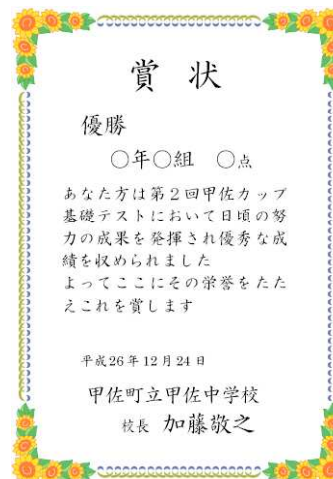 賞 状
優勝
○年○組 ○点
あなた方は第２回甲佐カップ
基礎テストにおいて日頃の努
力の成果を発揮され優秀な成
績を収められました
よってここにその栄誉をたた
えこれを賞します
平成26年12月24日
甲佐町立甲佐中学校
校長 加藤敬之